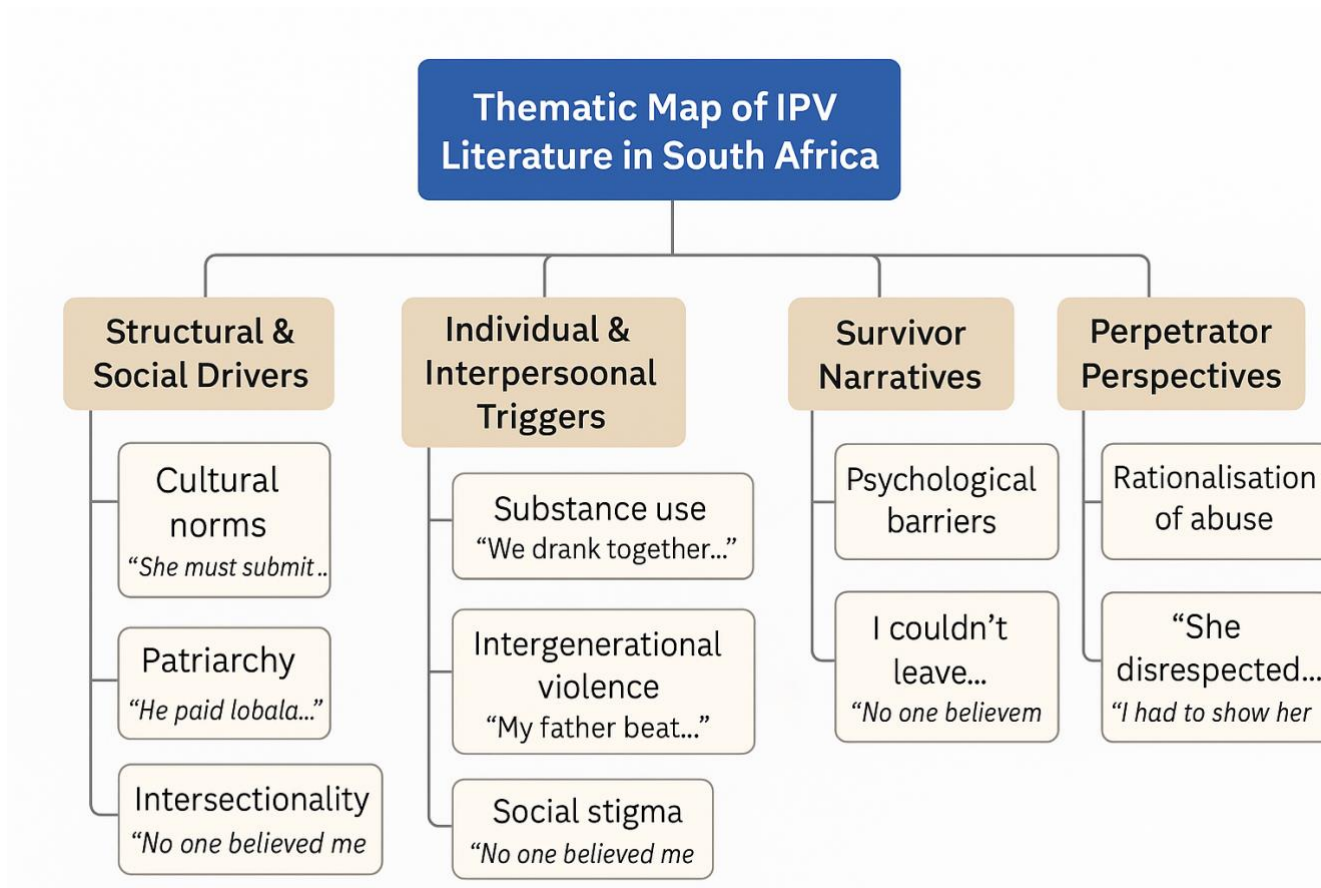 Thematic Map of IPV
Literature in South Africa
Structural &
Social Drivers
Cultural
norms
“She must submit..
Patriarchy
“He paid lobala...”
Intersectionality
“No one believed me
Individual &
Interpersoonal
Triggers
Substance use
“We drank together...”
Intergenerational
violence
“My father beat...”
Social stigma
“No one believed me
Survivor
Narratives
Psychological
barriers
I couldn’t
leave...
“No one believem
Perpetrator
Perspectives
Rationalisation
of abuse
“She
disrespected...
“I had to show her